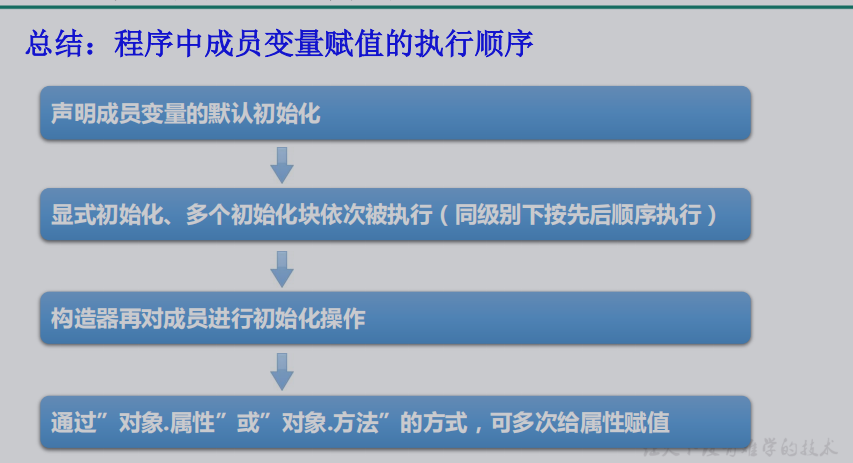 总结：程序中成员变量赋值的执行顺序
声明成员变量的默认初始化
显式初始化、多个初始化块依次被执行（同级别下按先后顺序执行）
构造器再对成员进行初始化操作
通过”对象.属性”或”对象.方法”的方式，可多次给属性赋值
学的技术